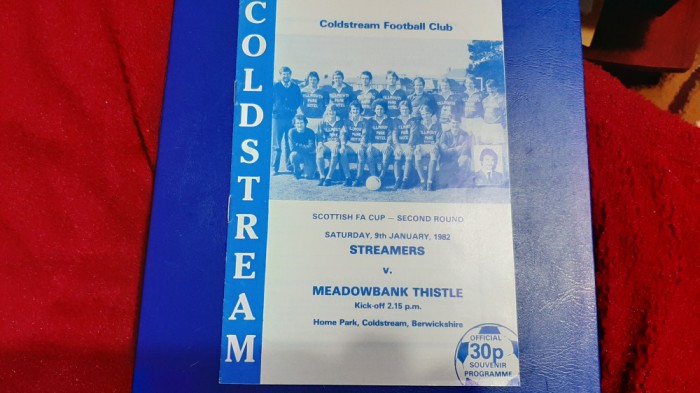 COLDSTREAM
Coldstream Football Club
SCOTTISH FA CUP — SECOND ROUND
SATURDAY, 9th JANUARY, 1982
STREAMERS
v.
MEADOWBANK THISTLE
Kick-off 2.15 p.m.
Home Park, Coldstream, Berwickshire
OFFICIAL
30p
SOUVENIR
PROGRAMME